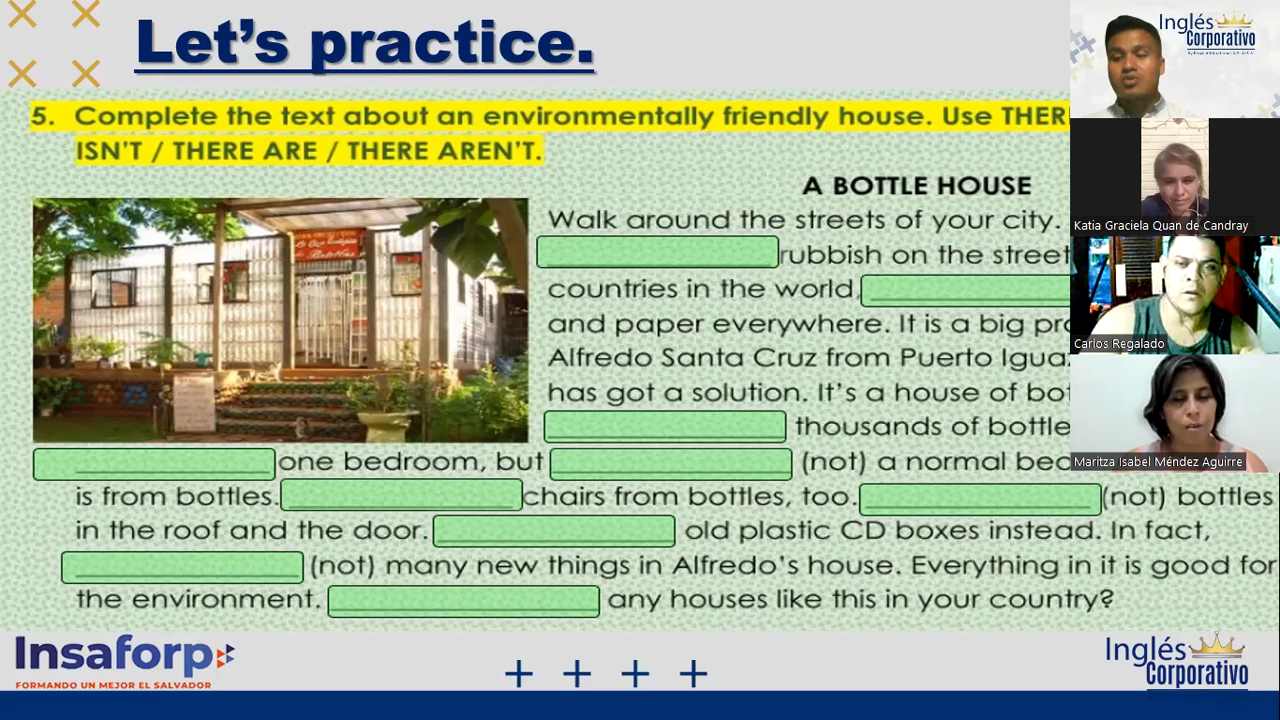 Let's practice.
5. Complete the text about an environmentally friendly house. Use THER
ISN'T / THERE ARE / THERE AREN'T.
A BOTTLE HOUSE
Walk around the streets of your city.
rubbish on the street
countries in the world,
and paper everywhere. It is a big pro
Alfredo Santa Cruz from Puerto Iguaz
has got a solution. It's a house of bot
thousands of bottle
one bedroom, but (not) a normal bed
is from bottles. chairs from bottles, too. (not) bottles
in the roof and the door. old plastic CD boxes instead. In fact,
(not) many new things in Alfredo's house. Everything in it is good for
the environment. any houses like this in your country?
Inglés
Corporativo
Katia Graciela Quan de Candray
Carlos Regalado
Maritza Isabel Méndez Aguirre
Insaforp
FORMANDO UN MEJOR EL SALVADOR
Inglés
Corporativo